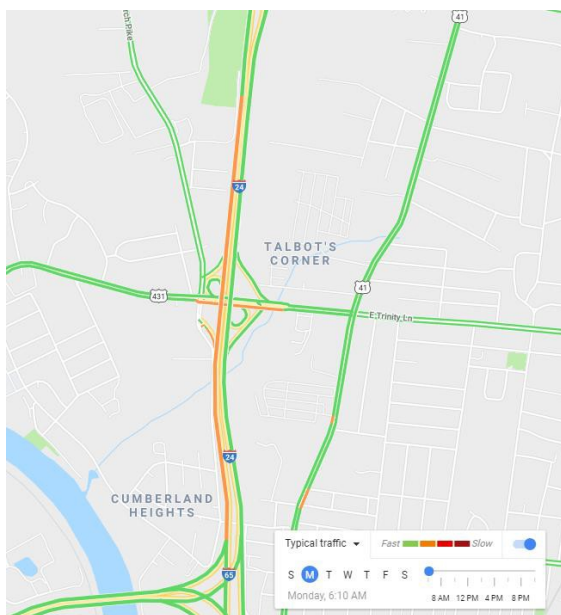 41
rch Pike
24
TALBOT'S
CORNER
431
41
E Trinity Ln
24
CUMBERLAND
HEIGHTS
65
Typical traffic
Fast
Slow
S M T W T F S
Monday, 6:10 AM
8 AM 12 PM 4 PM 8 PM